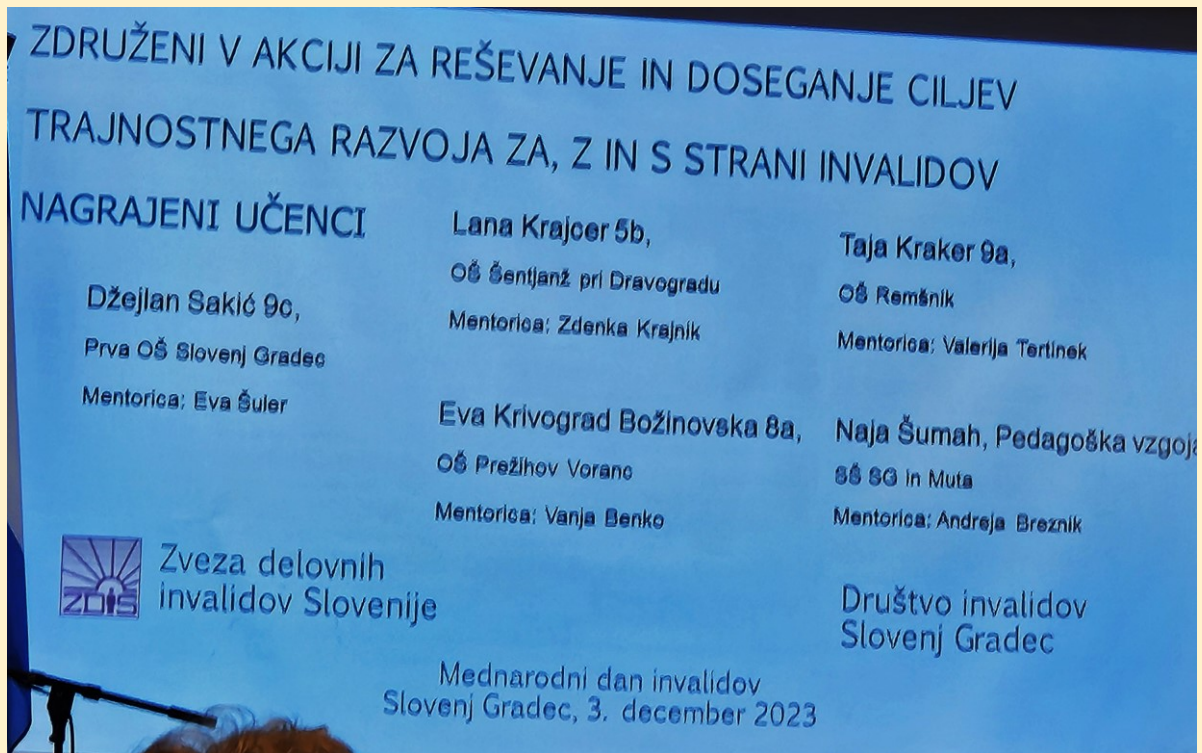 ZDRUŽENI V AKCIJI ZA REŠEVANJE IN DOSEGANJE CILJEV
TRAJNOSTNEGA RAZVOJA ZA, Z IN S STRANI INVALIDOV
NAGRAJENI UČENCI
Džejlan Sakić 9c,
Prva OŠ Slovenj Gradec
Mentorica: Eva Šuler
Lana Krajcer 5b,
OŠ Šentjanž pri Dravogradu
Mentorica: Zdenka Krajnik
Taja Kraker 9a,
OŠ Remšnik
Mentorica: Valerija Tertinek
Eva Krivograd Božinovska 8a,
OŠ Prežihov Voranc
Mentorica: Vanja Benko
Naja Šumah, Pedagoška vzgoja
SŠ SG in Muta
Mentorica: Andreja Breznik
ZDIS
Zveza delovnih
invalidov Slovenije
Društvo invalidov
Slovenj Gradec
Mednarodni dan invalidov
Slovenj Gradec, 3. december 2023